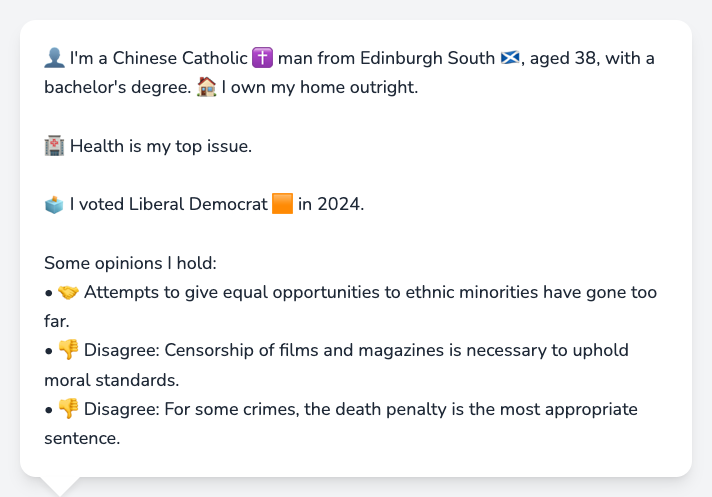 👤 I'm a Chinese Catholic ✝️ man from Edinburgh South 🏴󠁧󠁢󠁳󠁣󠁴󠁿, aged 38, with a
bachelor's degree. 🏠 I own my home outright.
🏥 Health is my top issue.
🗳️ I voted Liberal Democrat 🟧 in 2024.
Some opinions I hold:
• 🤝 Attempts to give equal opportunities to ethnic minorities have gone too
far.
• 👎 Disagree: Censorship of films and magazines is necessary to uphold
moral standards.
• 👎 Disagree: For some crimes, the death penalty is the most appropriate
sentence.